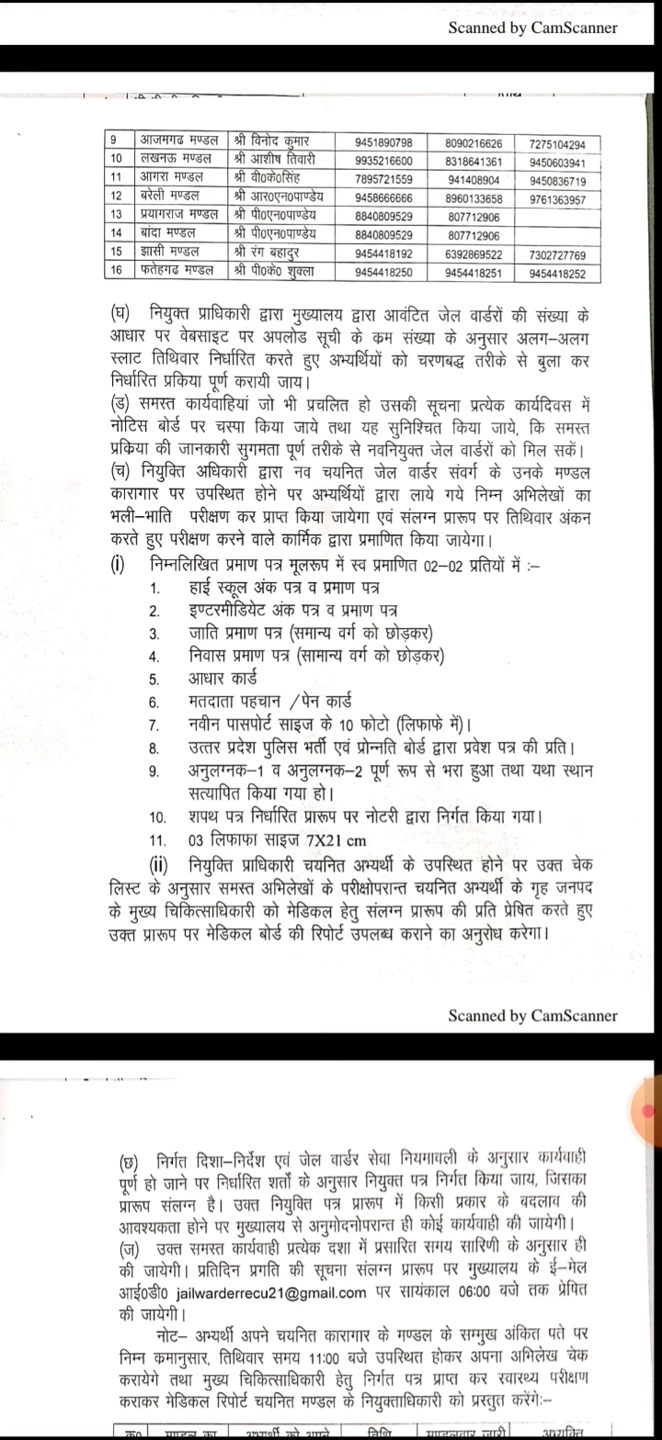 Scanned by CamScanner
9 आजमगढ मण्डल श्री विनोद कुमार 9451890798 8090216626 7275104294
10 लखनऊ मण्डल श्री आशीष तिवारी 9935216600 8318641361 9450603941
11 आगरा मण्डल श्री वी०के०सिंह 7895721559 941408904 9450836719
12 बरेली मण्डल श्री आर०एन०पाण्डेय 9458666666 8960133658 9761363957
13 प्रयागराज मण्डल श्री पी०एन०पाण्डेय 8840809529 807712906
14 बांदा मण्डल श्री पी०एन०पाण्डेय 8840809529 807712906
15 झासी मण्डल श्री रंग बहादुर 9454418192 6392869522 7302727769
16 फतेहगढ मण्डल श्री पी०के० शुक्ला 9454418250 9454418251 9454418252
(घ) नियुक्त प्राधिकारी द्वारा मुख्यालय द्वारा आवंटित जेल वार्डरों की संख्या के
आधार पर वेबसाइट पर अपलोड सूची के कम संख्या के अनुसार अलग–अलग
स्लाट तिथिवार निर्धारित करते हुए अभ्यर्थियों को चरणबद्ध तरीके से बुला कर
निर्धारित प्रकिया पूर्ण करायी जाय।
(ड) समस्त कार्यवाहियां जो भी प्रचलित हो उसकी सूचना प्रत्येक कार्यदिवस में
नोटिस बोर्ड पर चस्पा किया जाये तथा यह सुनिश्चित किया जाये, कि समस्त
प्रकिया की जानकारी सुगमता पूर्ण तरीके से नवनियुक्त जेल वार्डरों को मिल सकें।
(च) नियुक्ति अधिकारी द्वारा नव चयनित जेल वार्डर संवर्ग के उनके मण्डल
कारागार पर उपस्थित होने पर अभ्यर्थियों द्वारा लाये गये निम्न अभिलेखों का
भली–भाति परीक्षण कर प्राप्त किया जायेगा एवं संलग्न प्रारूप पर तिथिवार अंकन
करते हुए परीक्षण करने वाले कार्मिक द्वारा प्रमाणित किया जायेगा।
(i) निम्नलिखित प्रमाण पत्र मूलरूप में स्व प्रमाणित 02–02 प्रतियों में :–
1. हाई स्कूल अंक पत्र व प्रमाण पत्र
2. इण्टरमीडियेट अंक पत्र व प्रमाण पत्र
3. जाति प्रमाण पत्र (समान्य वर्ग को छोड़कर)
4. निवास प्रमाण पत्र (सामान्य वर्ग को छोड़कर)
5. आधार कार्ड
6. मतदाता पहचान /पेन कार्ड
7. नवीन पासपोर्ट साइज के 10 फोटो (लिफाफे में)।
8. उत्तर प्रदेश पुलिस भर्ती एवं प्रोन्नति बोर्ड द्वारा प्रवेश पत्र की प्रति।
9. अनुलग्नक–1 व अनुलग्नक–2 पूर्ण रूप से भरा हुआ तथा यथा स्थान
सत्यापित किया गया हो।
10. शपथ पत्र निर्धारित प्रारूप पर नोटरी द्वारा निर्गत किया गया।
11. 03 लिफाफा साइज 7X21 cm
(ii) नियुक्ति प्राधिकारी चयनित अभ्यर्थी के उपस्थित होने पर उक्त चेक
लिस्ट के अनुसार समस्त अभिलेखों के परीक्षोपरान्त चयनित अभ्यर्थी के गृह जनपद
के मुख्य चिकित्साधिकारी को मेडिकल हेतु संलग्न प्रारूप की प्रति प्रेषित करते हुए
उक्त प्रारूप पर मेडिकल बोर्ड की रिपोर्ट उपलब्ध कराने का अनुरोध करेगा।
Scanned by CamScanner
(छ) निर्गत दिशा–निर्देश एवं जेल वार्डर सेवा नियमावली के अनुसार कार्यवाही
पूर्ण हो जाने पर निर्धारित शर्तों के अनुसार नियुक्त पत्र निर्गत किया जाय, जिसका
प्रारूप संलग्न है। उक्त नियुक्ति पत्र प्रारूप में किसी प्रकार के बदलाव की
आवश्यकता होने पर मुख्यालय से अनुमोदनोपरान्त ही कोई कार्यवाही की जायेगी।
(ज) उक्त समस्त कार्यवाही प्रत्येक दशा में प्रसारित समय सारिणी के अनुसार ही
की जायेगी। प्रतिदिन प्रगति की सूचना संलग्न प्रारूप पर मुख्यालय के ई–मेल
आई०डी० jailwarderrecu21@gmail.com पर सायंकाल 06:00 बजे तक प्रेषित
की जायेगी।
नोट– अभ्यर्थी अपने चयनित कारागार के मण्डल के सम्मुख अंकित पते पर
निम्न कमानुसार, तिथिवार समय 11:00 बजे उपस्थित होकर अपना अभिलेख चेक
करायेगे तथा मुख्य चिकित्साधिकारी हेतु निर्गत पत्र प्राप्त कर स्वास्थ्य परीक्षण
कराकर मेडिकल रिपोर्ट चयनित मण्डल के नियुक्ताधिकारी को प्रस्तुत करेंगे:–